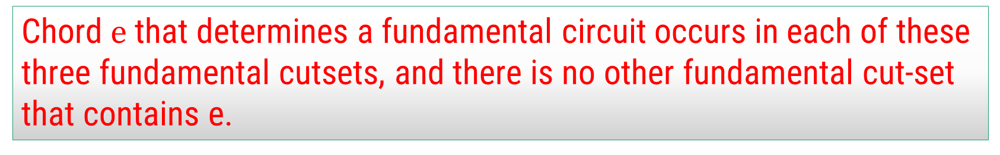 Chord e that determines a fundamental circuit occurs in each of these
three fundamental cutsets, and there is no other fundamental cut-set
that contains e.